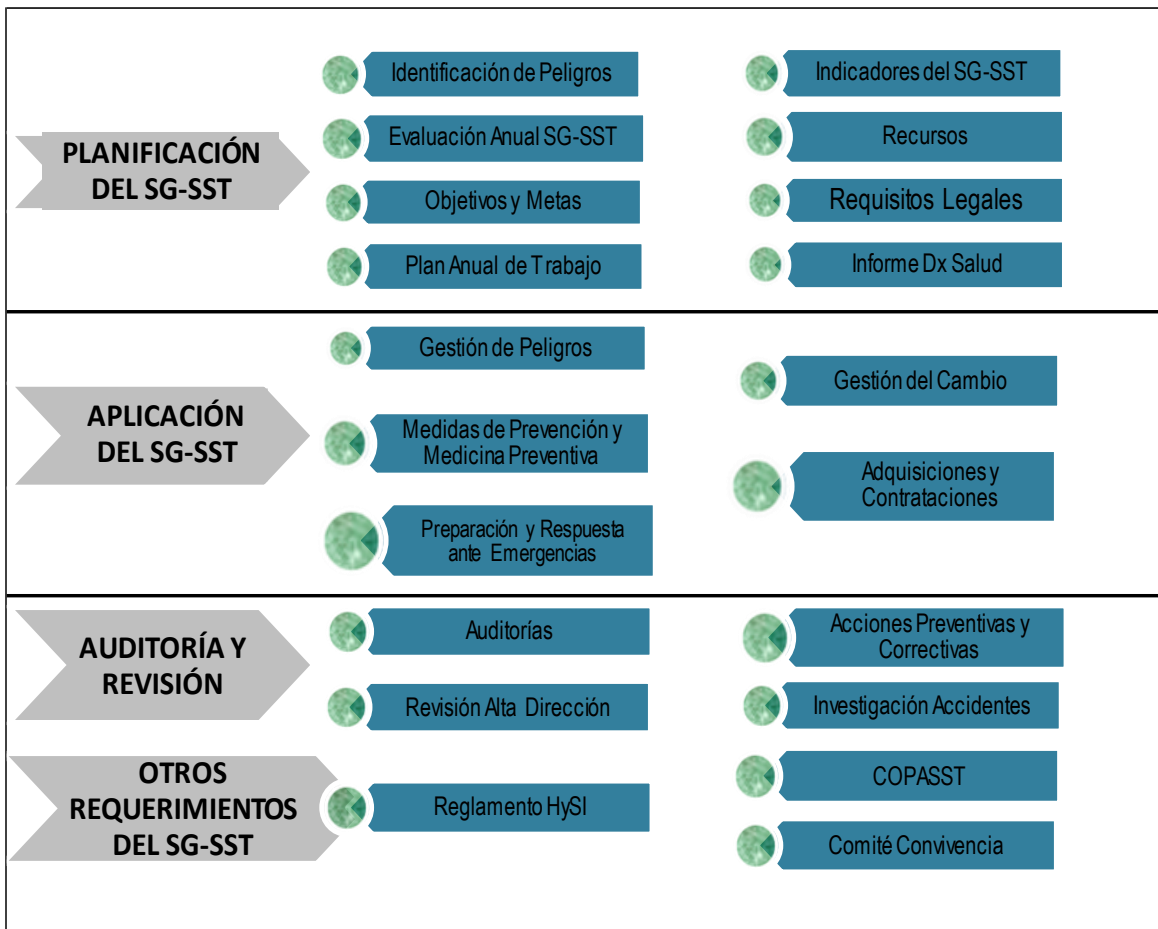 PLANIFICACIÓN
DEL SG-SST
Identificación de Peligros
Evaluación Anual SG-SST
Objetivos y Metas
Plan Anual de Trabajo
Indicadores del SG-SST
Recursos
Requisitos Legales
Informe Dx Salud
APLICACIÓN
DEL SG-SST
Gestión de Peligros
Medidas de Prevención y
Medicina Preventiva
Preparación y Respuesta
ante Emergencias
Gestión del Cambio
Adquisiciones y
Contrataciones
AUDITORÍA Y
REVISIÓN
Auditorías
Revisión Alta Dirección
Acciones Preventivas y
Correctivas
Investigación Accidentes
OTROS
REQUERIMIENTOS
DEL SG-SST
Reglamento HySI
COPASST
Comité Convivencia